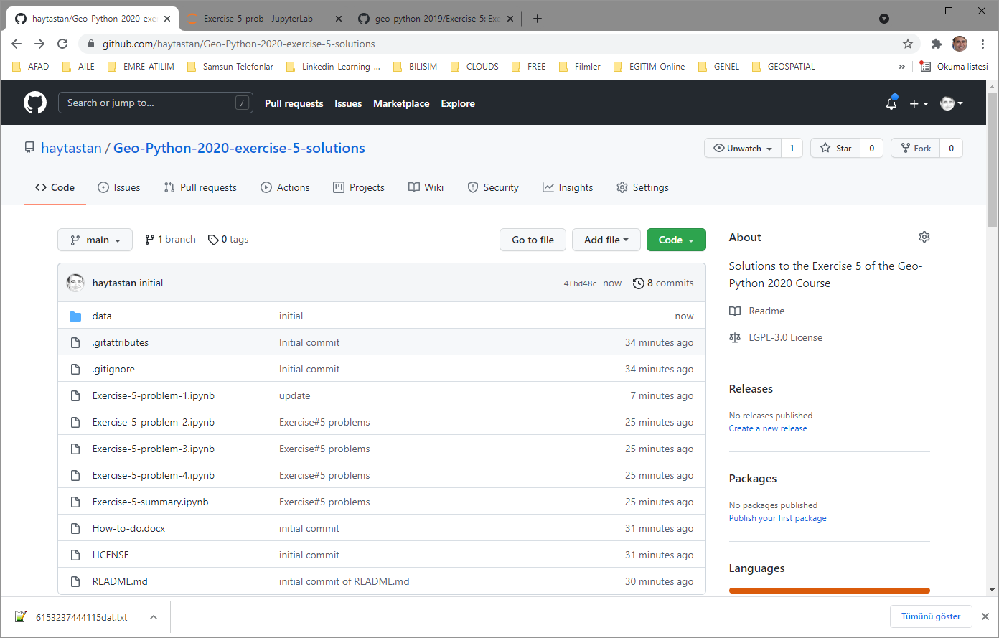 haytastan/Geo-Python-2020-exe
Exercise-5-prob - JupyterLab
geo-python-2019/Exercise-5: Exe
github.com/haytastan/Geo-Python-2020-exercise-5-solutions
AFAD AILE EMRE-ATILIM Samsun-Telefonlar Linkedin-Learning-... BILISIM CLOUDS FREE Filmler EGITIM-Online GENEL GEOSPATIAL » Okuma listesi
Search or jump to... / Pull requests Issues Marketplace Explore
haytastan / Geo-Python-2020-exercise-5-solutions
Unwatch 1 Star 0 Fork 0
Code Issues Pull requests Actions Projects Wiki Security Insights Settings
main 1 branch 0 tags Go to file Add file Code
haytastan initial 4fbd48c now 8 commits
data initial now
.gitattributes Initial commit 34 minutes ago
.gitignore Initial commit 34 minutes ago
Exercise-5-problem-1.ipynb update 7 minutes ago
Exercise-5-problem-2.ipynb Exercise#5 problems 25 minutes ago
Exercise-5-problem-3.ipynb Exercise#5 problems 25 minutes ago
Exercise-5-problem-4.ipynb Exercise#5 problems 25 minutes ago
Exercise-5-summary.ipynb Exercise#5 problems 25 minutes ago
How-to-do.docx initial commit 31 minutes ago
LICENSE initial commit 31 minutes ago
README.md initial commit of README.md 30 minutes ago
About
Solutions to the Exercise 5 of the Geo-
Python 2020 Course
Readme
LGPL-3.0 License
Releases
No releases published
Create a new release
Packages
No packages published
Publish your first package
Languages
6153237444115dat.txt
Tümünü göster